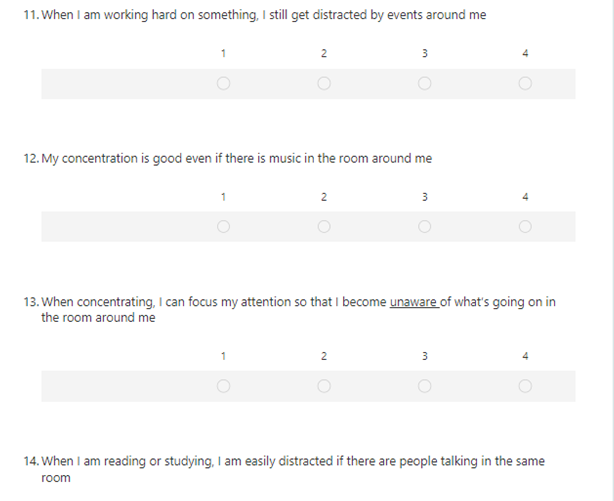 11. When I am working hard on something, I still get distracted by events around me
1 2 3 4
12. My concentration is good even if there is music in the room around me
1 2 3 4
13. When concentrating, I can focus my attention so that I become unaware of what's going on in
the room around me
1 2 3 4
14. When I am reading or studying, I am easily distracted if there are people talking in the same
room